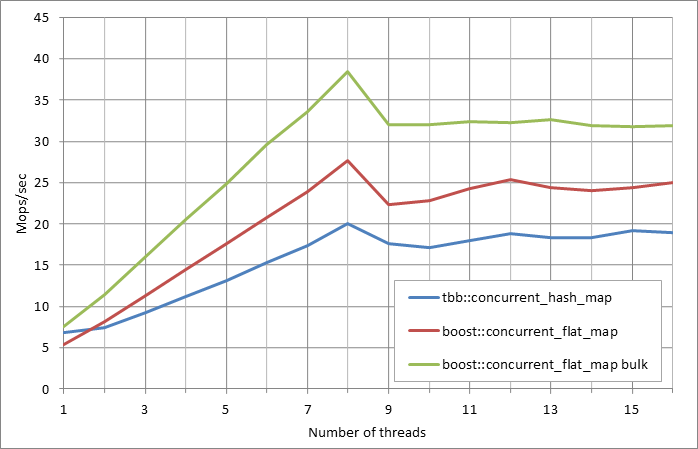 45
40
35
30
25
20
15
10
5
0
Mops/sec
tbb::concurrent_hash_map
boost::concurrent_flat_map
boost::concurrent_flat_map bulk
1 3 5 7 9 11 13 15
Number of threads